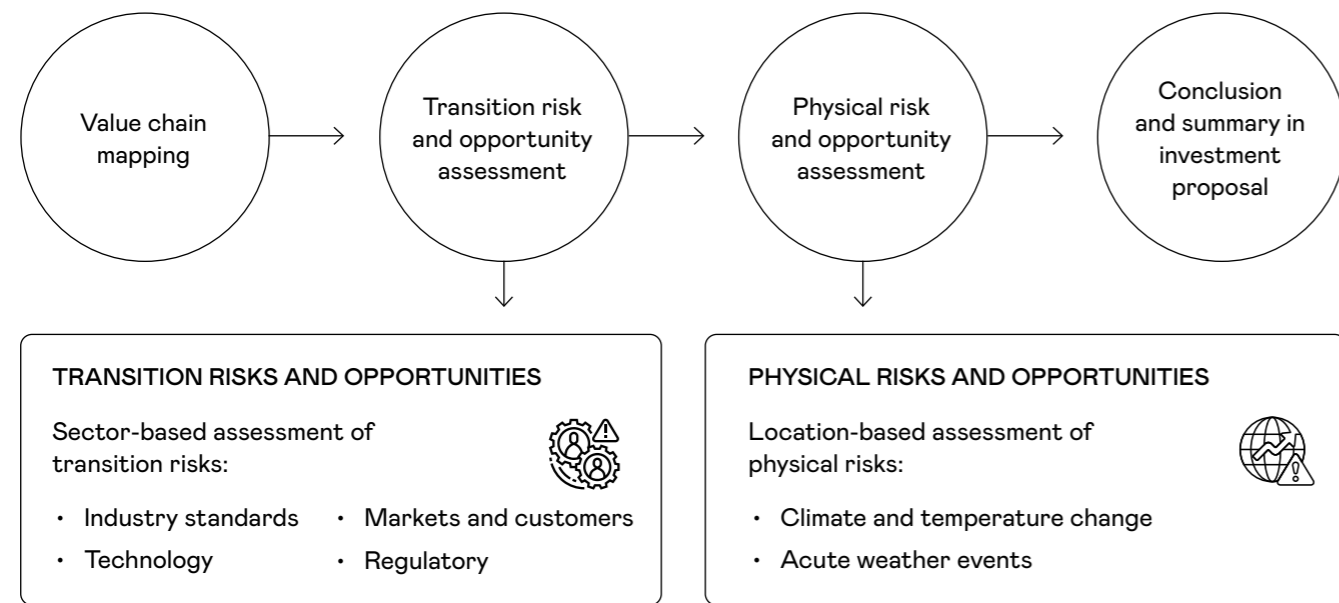 Value chain
mapping
Transition risk
and opportunity
assessment
Physical risk
and opportunity
assessment
Conclusion
and summary in
investment
proposal
TRANSITION RISKS AND OPPORTUNITIES
Sector-based assessment of
transition risks:
• Industry standards
• Technology
• Markets and customers
• Regulatory
PHYSICAL RISKS AND OPPORTUNITIES
Location-based assessment of
physical risks:
• Climate and temperature change
• Acute weather events